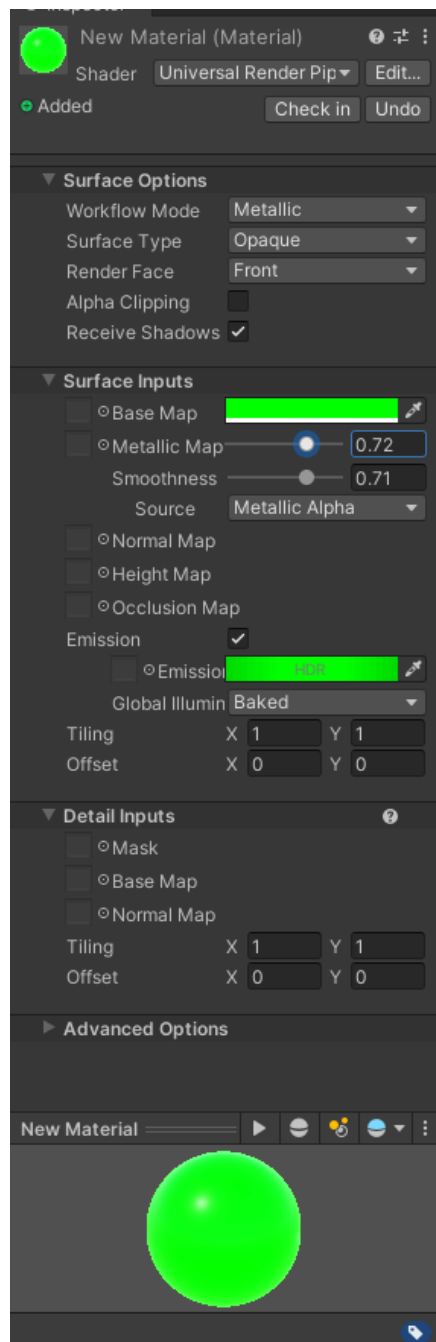 New Material (Material)
Shader Universal Render Pip Edit...
Added Check in Undo
Surface Options
Workflow Mode Metallic
Surface Type Opaque
Render Face Front
Alpha Clipping
Receive Shadows
Surface Inputs
Base Map
Metallic Map 0.72
Smoothness 0.71
Source Metallic Alpha
Normal Map
Height Map
Occlusion Map
Emission
Emission HDR
Global Illumin Baked
Tiling X 1 Y 1
Offset X 0 Y 0
Detail Inputs
Mask
Base Map
Normal Map
Tiling X 1 Y 1
Offset X 0 Y 0
Advanced Options
New Material